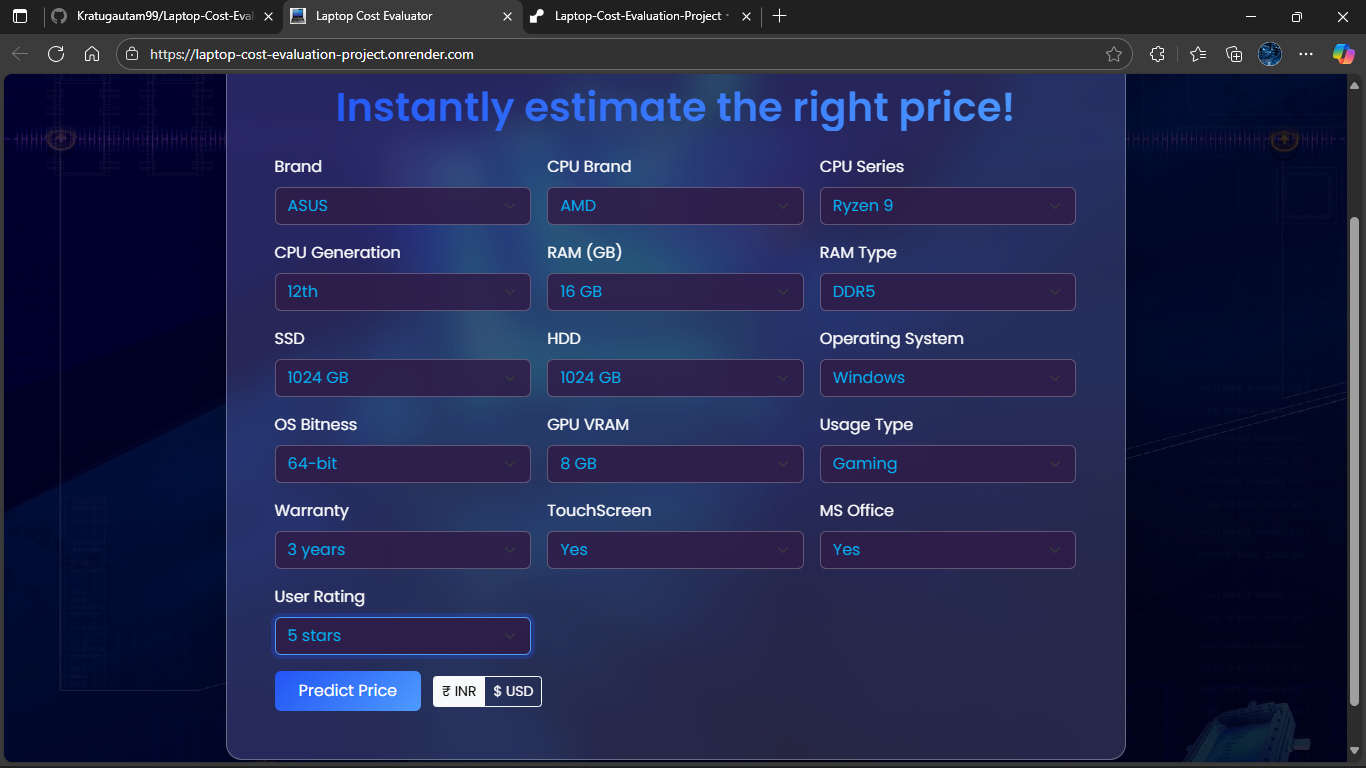 Kratugautam99/Laptop-Cost-Eval
Laptop Cost Evaluator
Laptop-Cost-Evaluation-Project ·
https://laptop-cost-evaluation-project.onrender.com
Instantly estimate the right price!
Brand CPU Brand CPU Series
ASUS AMD Ryzen 9
CPU Generation RAM (GB) RAM Type
12th 16 GB DDR5
SSD HDD Operating System
1024 GB 1024 GB Windows
OS Bitness GPU VRAM Usage Type
64-bit 8 GB Gaming
Warranty TouchScreen MS Office
3 years Yes Yes
User Rating
5 stars
Predict Price ₹ INR $ USD